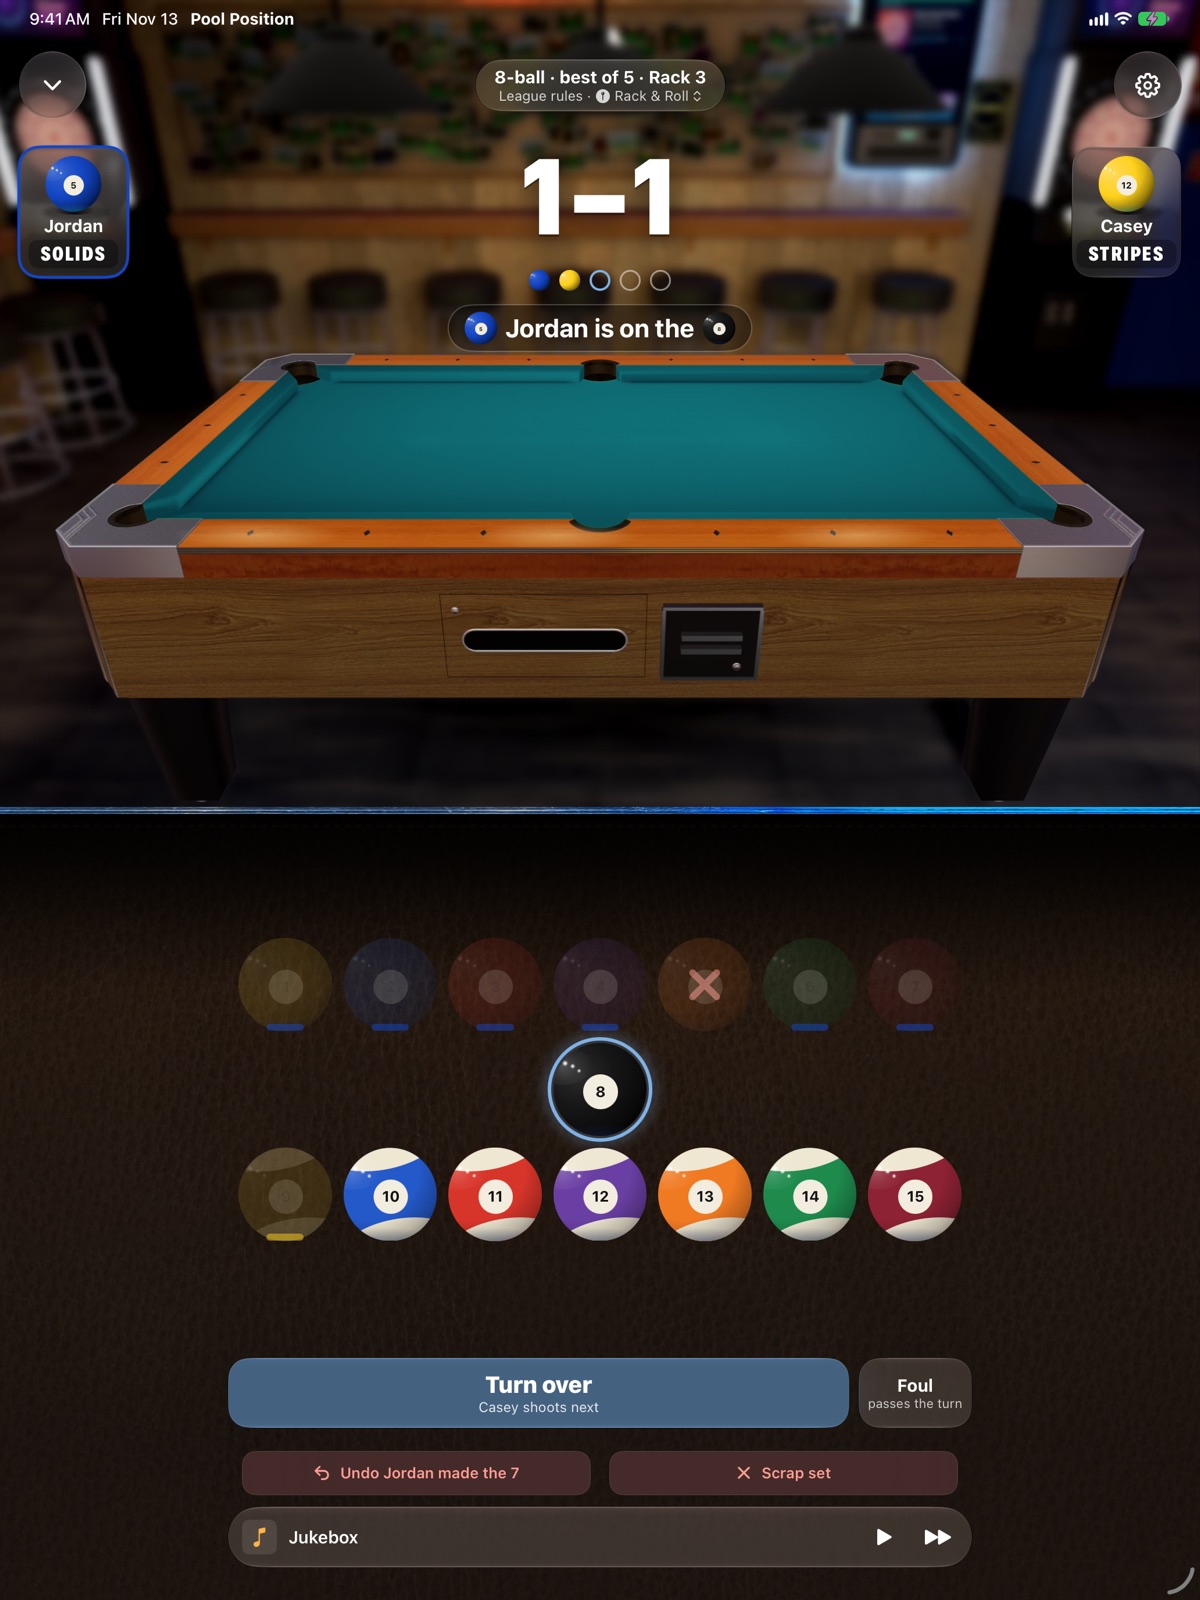 9:41 AM Fri Nov 13 Pool Position
8-ball · best of 5 · Rack 3
League rules · Rack & Roll
1–1
5
Jordan
SOLIDS
12
Casey
STRIPES
5 Jordan is on the 8
8
10 11 12 13 14 15
Turn over
Casey shoots next
Foul
passes the turn
Undo Jordan made the 7
Scrap set
Jukebox